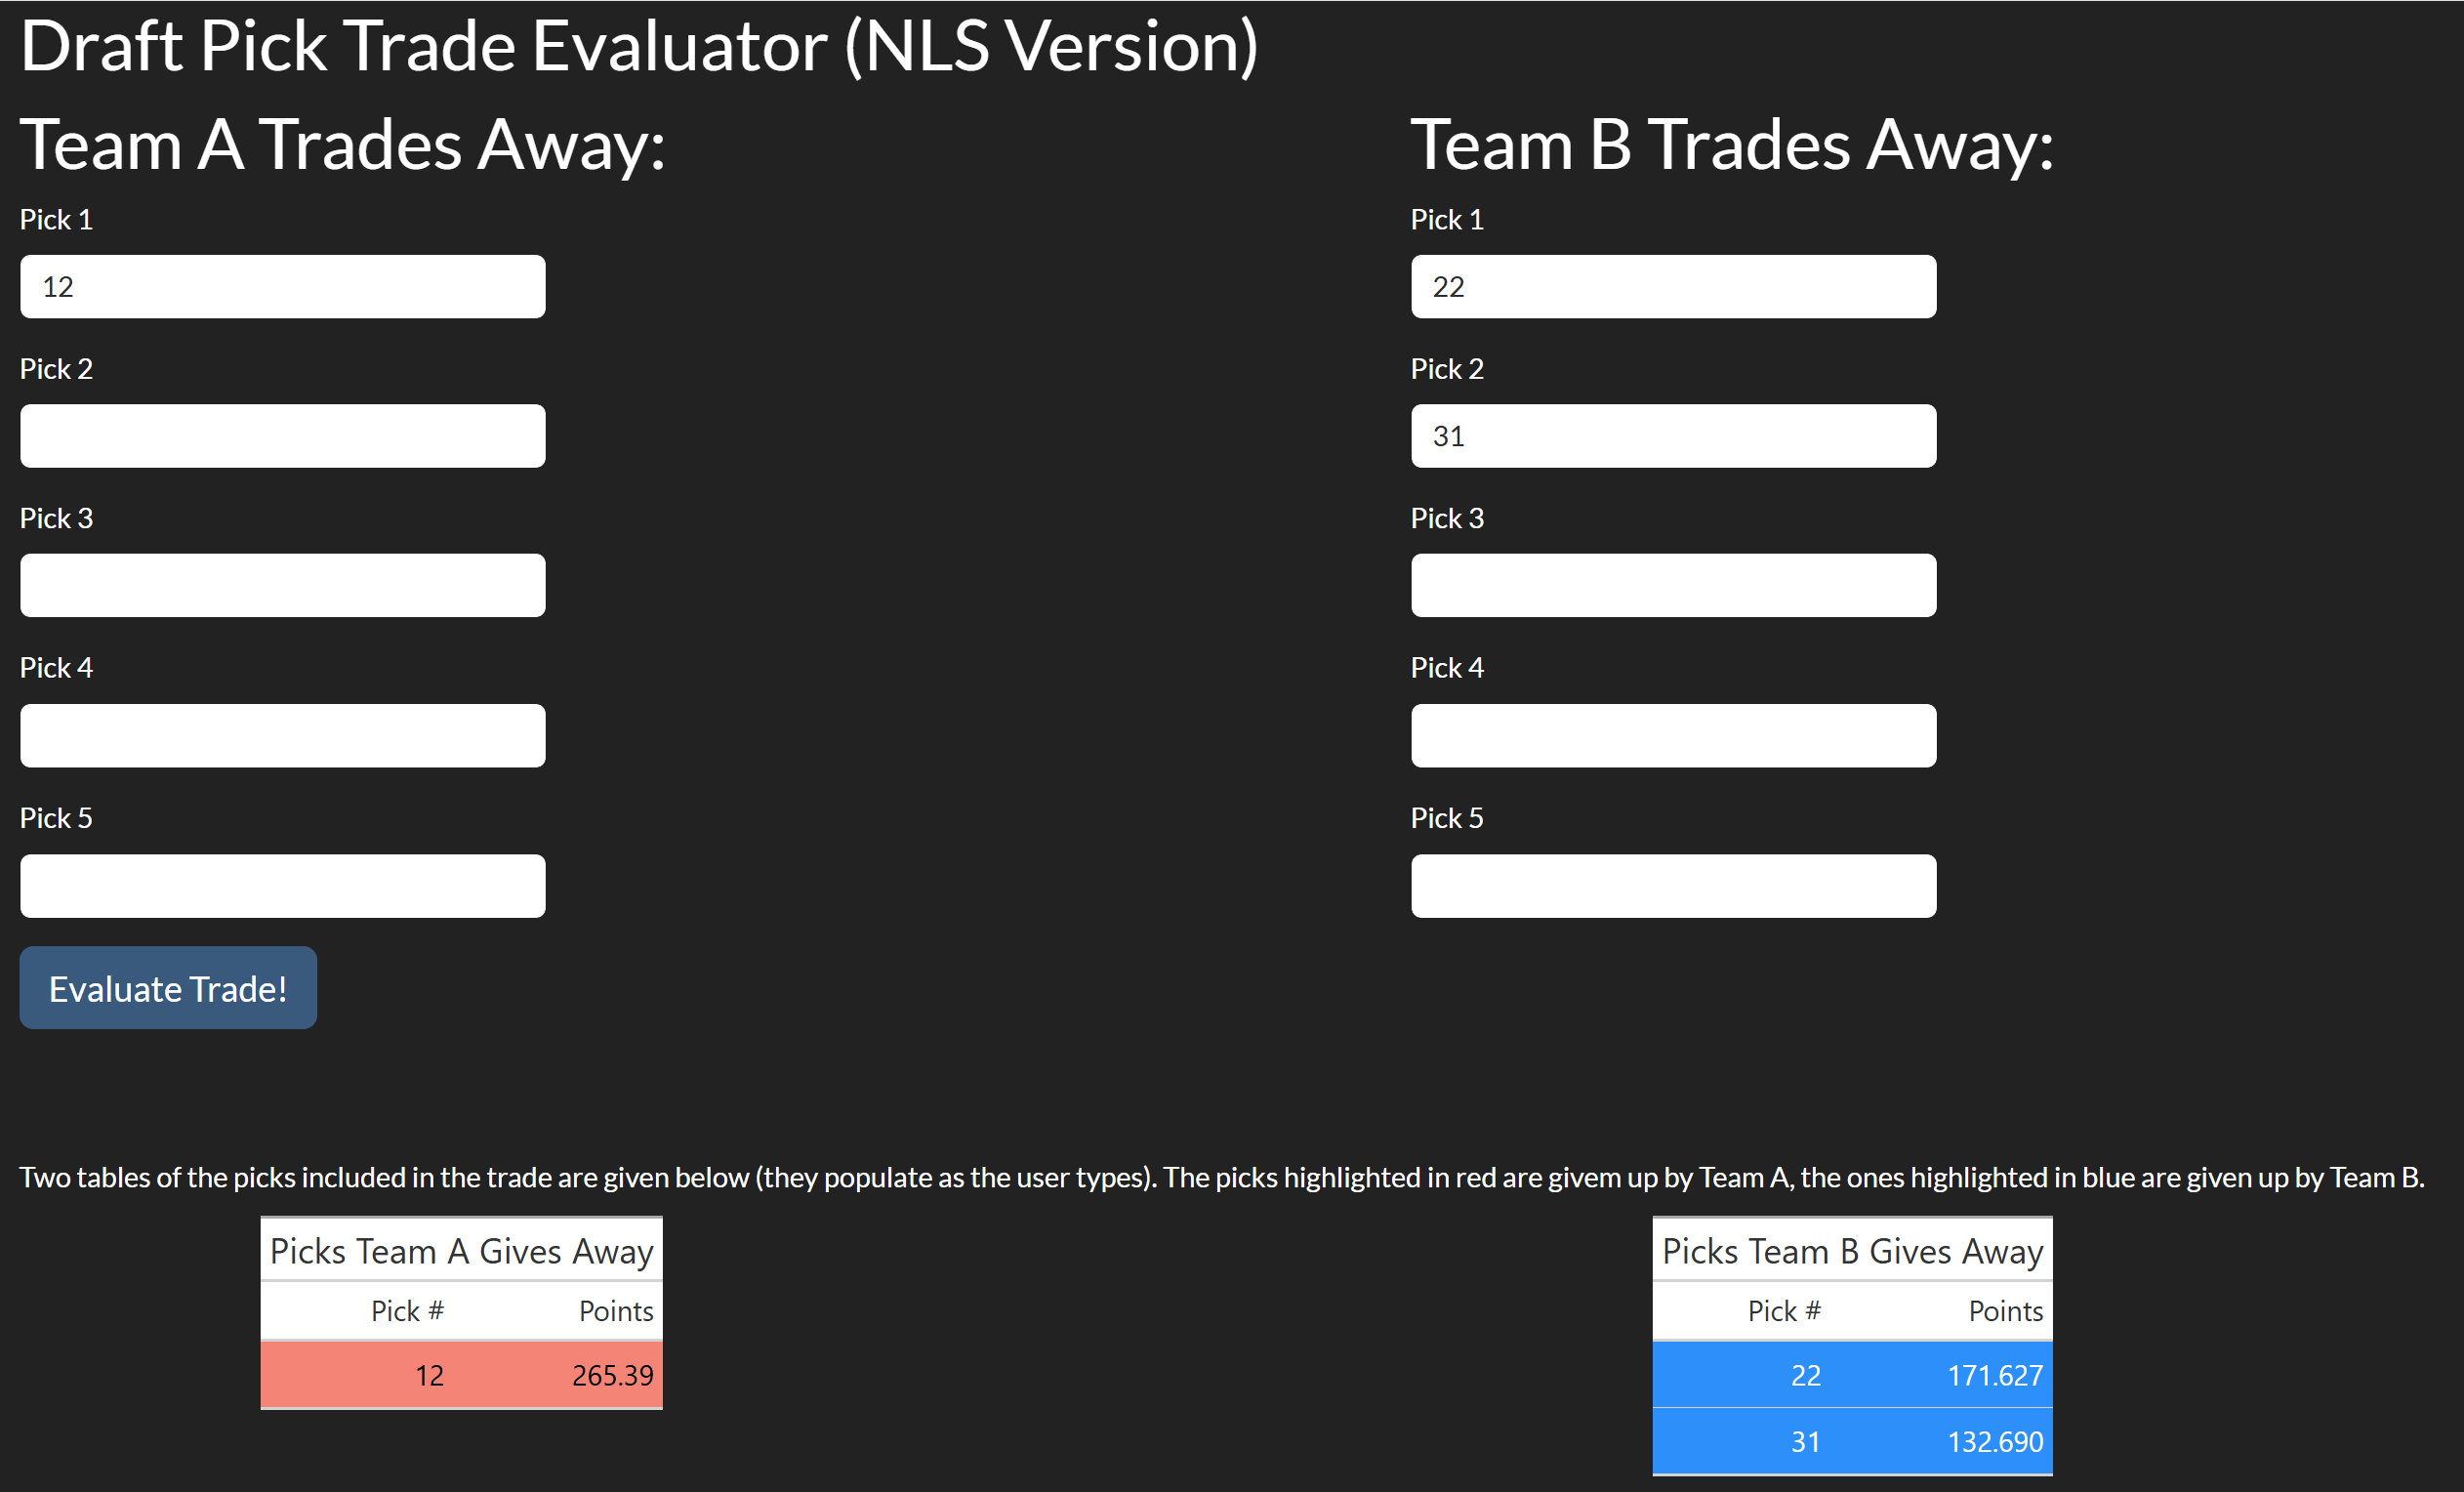 Draft Pick Trade Evaluator (NLS Version)
Team A Trades Away:
Pick 1
12
Pick 2
Pick 3
Pick 4
Pick 5
Evaluate Trade!
Team B Trades Away:
Pick 1
22
Pick 2
31
Pick 3
Pick 4
Pick 5
Two tables of the picks included in the trade are given below (they populate as the user types). The picks highlighted in red are givem up by Team A, the ones highlighted in blue are given up by Team B.
Picks Team A Gives Away
Pick # Points
12 265.39
Picks Team B Gives Away
Pick # Points
22 171.627
31 132.690